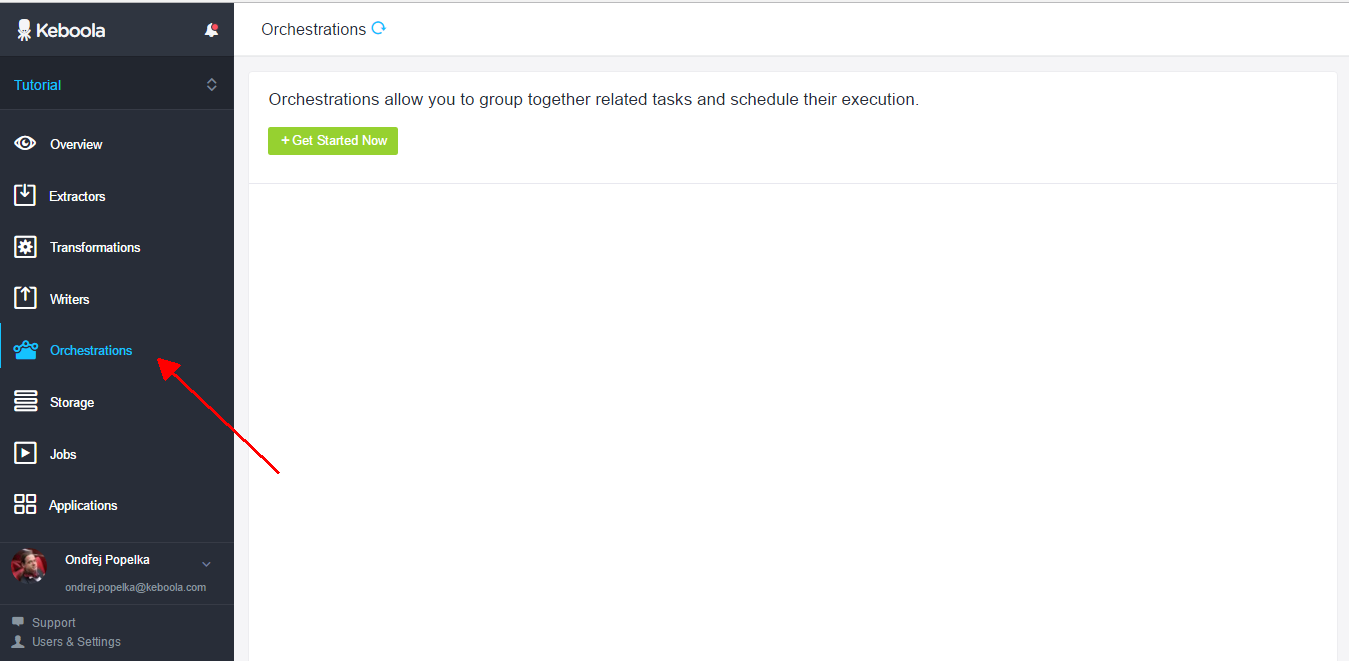 Keboola
Tutorial
Overview
Extractors
Transformations
Writers
Orchestrations
Storage
Jobs
Applications
Ondřej Popelka
ondrej.popelka@keboola.com
Support
Users & Settings
Orchestrations
Orchestrations allow you to group together related tasks and schedule their execution.
+ Get Started Now